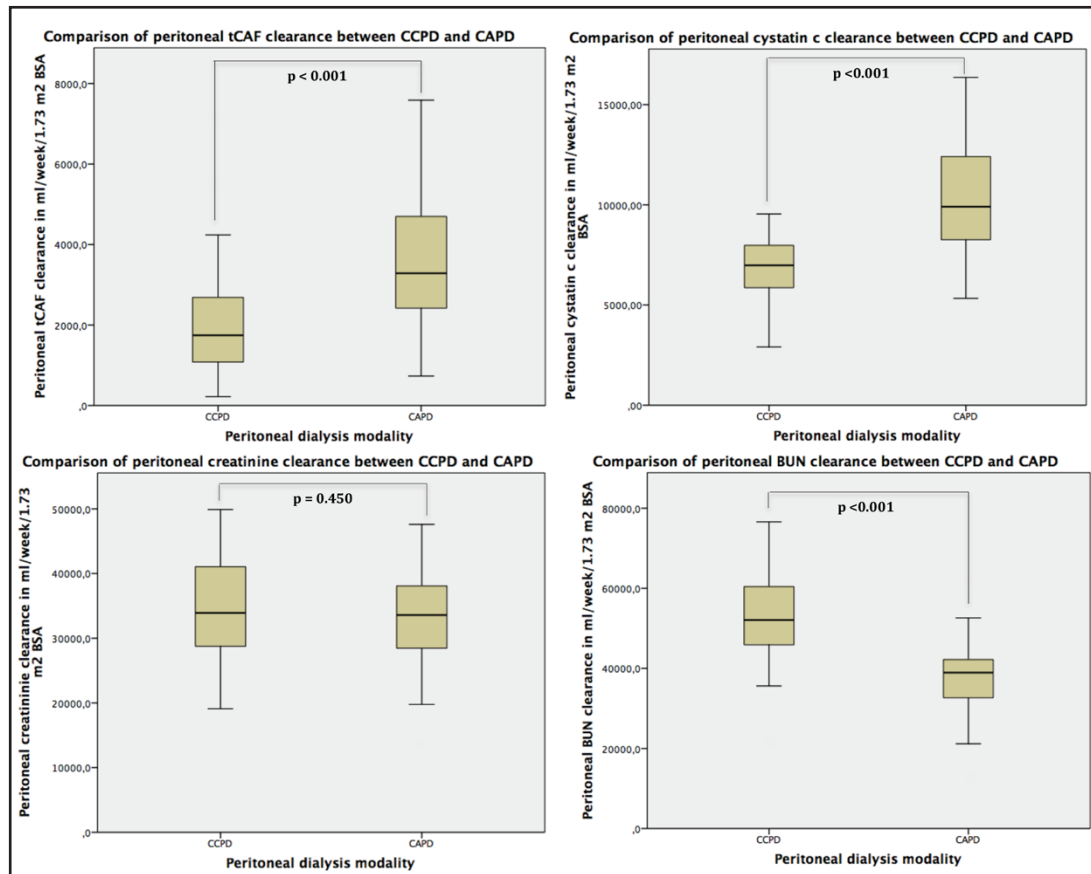 Comparison of peritoneal tCAF clearance between CCPD and CAPD
Peritoneal tCAF clearance in ml/week/1.73 m2 BSA
8000,0
6000,0
4000,0
2000,0
,0
p < 0.001
CCPD
CAPD
Peritoneal dialysis modality
Comparison of peritoneal cystatin c clearance between CCPD and CAPD
Peritoneal cystatin c clearance in ml/week/1.73 m2
BSA
15000,00
10000,00
5000,00
,00
p <0.001
CCPD
CAPD
Peritoneal dialysis modality
Comparison of peritoneal creatinine clearance between CCPD and CAPD
Peritoneal creatininie clearance in ml/week/1.73
m2 BSA
50000,0
40000,0
30000,0
20000,0
10000,0
,0
p = 0.450
CCPD
CAPD
Peritoneal dialysis modality
Comparison of peritoneal BUN clearance between CCPD and CAPD
Peritoneal BUN clearance in ml/week/1.73 m2 BSA
80000,0
60000,0
40000,0
20000,0
,0
p <0.001
CCPD
CAPD
Peritoneal dialysis modality